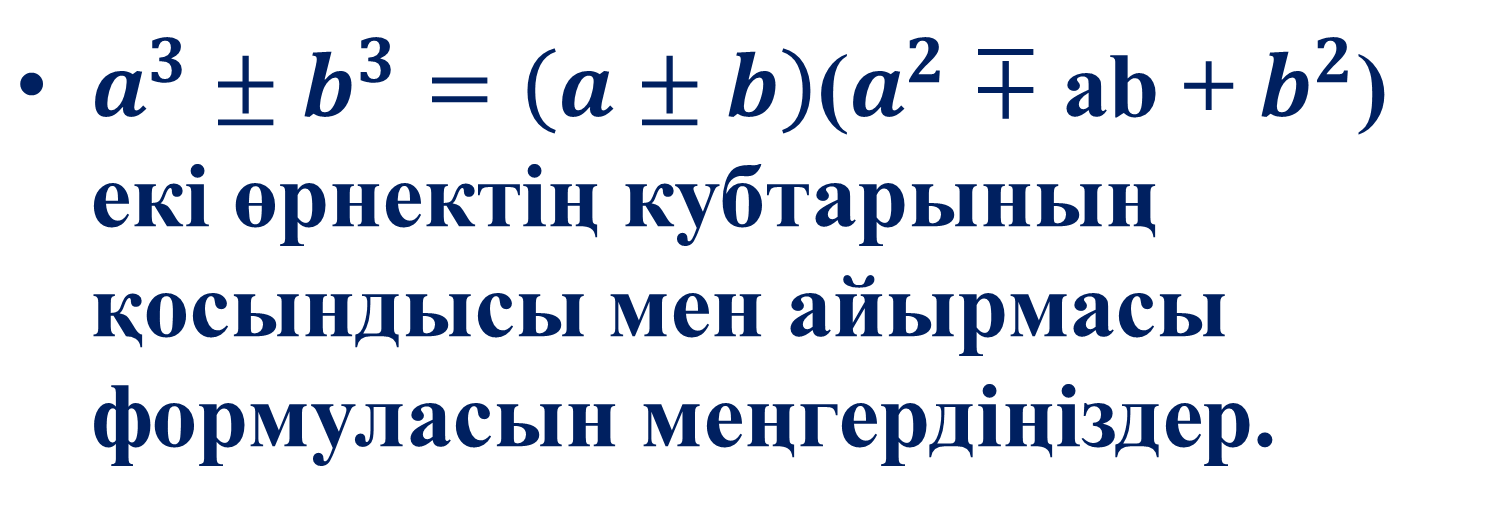 • a³ ± b³ = (a ± b)(a² ∓ ab + b²)
екі өрнектің кубтарының
қосындысы мен айырмасы
формуласын меңгердіңіздер.